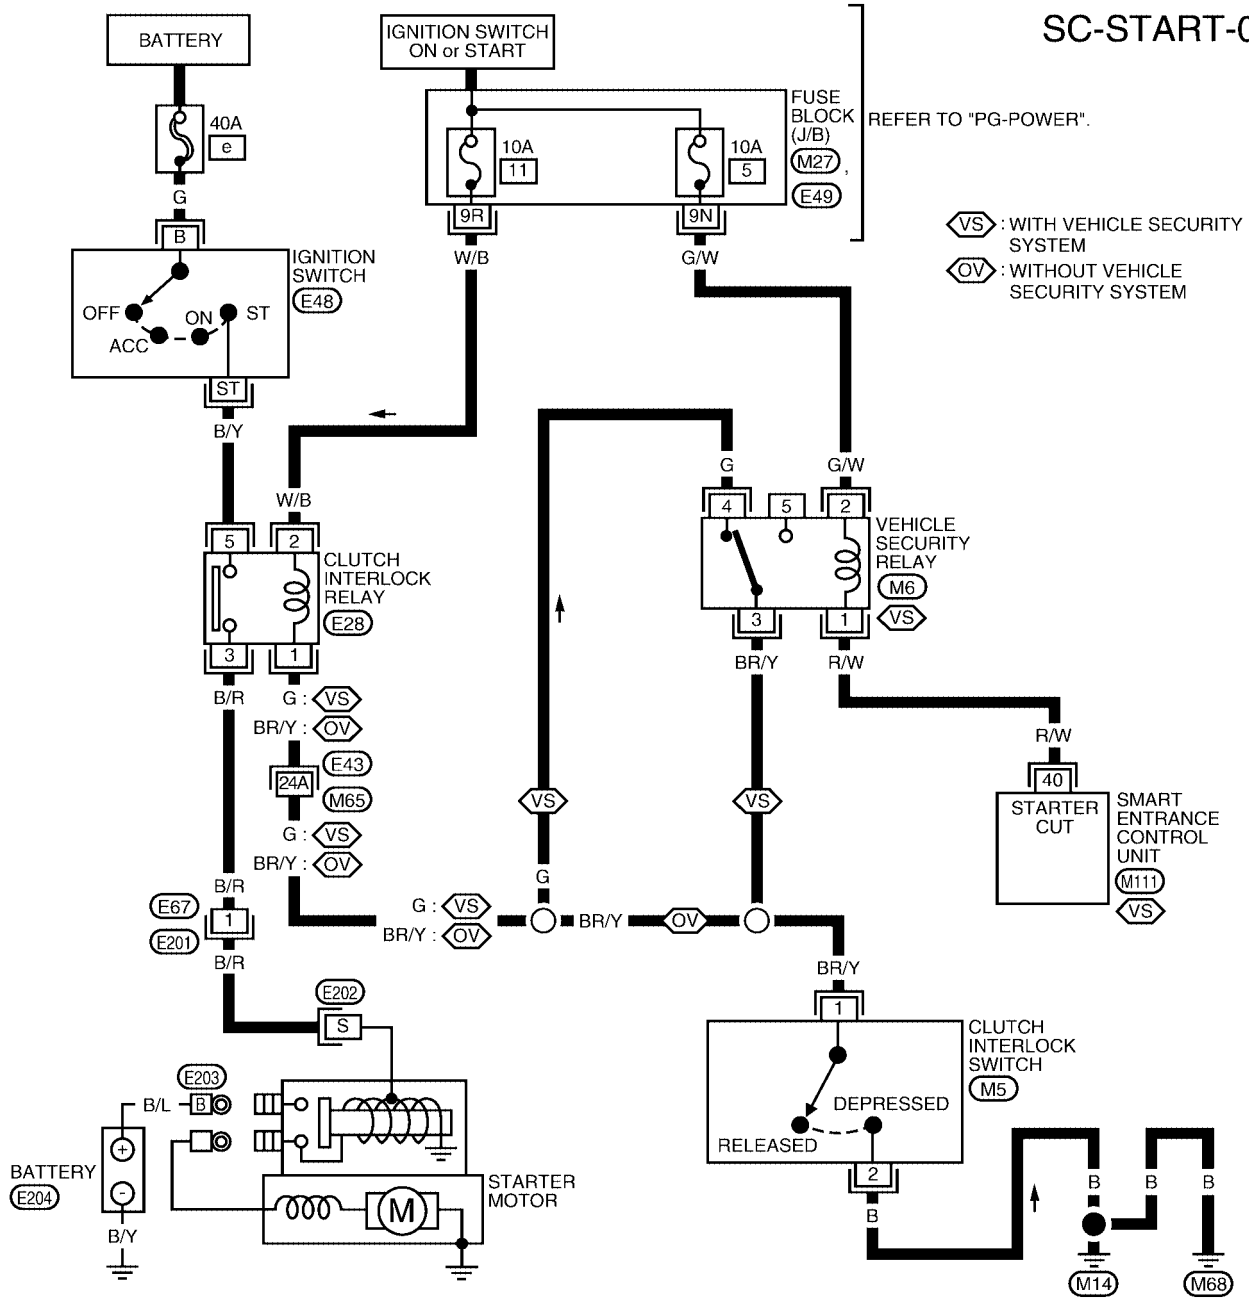 SC-START-0
BATTERY
IGNITION SWITCH
ON or START
40A
e
10A
11
10A
5
FUSE
BLOCK
(J/B)
M27 ,
E49
REFER TO "PG-POWER".
G
B
9R
9N
W/B
G/W
VS : WITH VEHICLE SECURITY
SYSTEM
OV : WITHOUT VEHICLE
SECURITY SYSTEM
IGNITION
SWITCH
E48
OFF
ACC
ON
ST
ST
B/Y
W/B
G
G/W
5
2
4
5
2
CLUTCH
INTERLOCK
RELAY
E28
VEHICLE
SECURITY
RELAY
M6
VS
3
1
3
1
B/R
G : VS
BR/Y : OV
BR/Y
R/W
R/W
24A
E43
M65
G : VS
BR/Y : OV
VS
VS
40
STARTER
CUT
SMART
ENTRANCE
CONTROL
UNIT
M111
VS
B/R
E67
1
E201
B/R
G
G : VS
BR/Y : OV
BR/Y
OV
BR/Y
E202
S
1
CLUTCH
INTERLOCK
SWITCH
M5
DEPRESSED
RELEASED
2
B
E203
B/L
B
BATTERY
E204
+
-
B/Y
M
STARTER
MOTOR
B
B
B
M14
M68